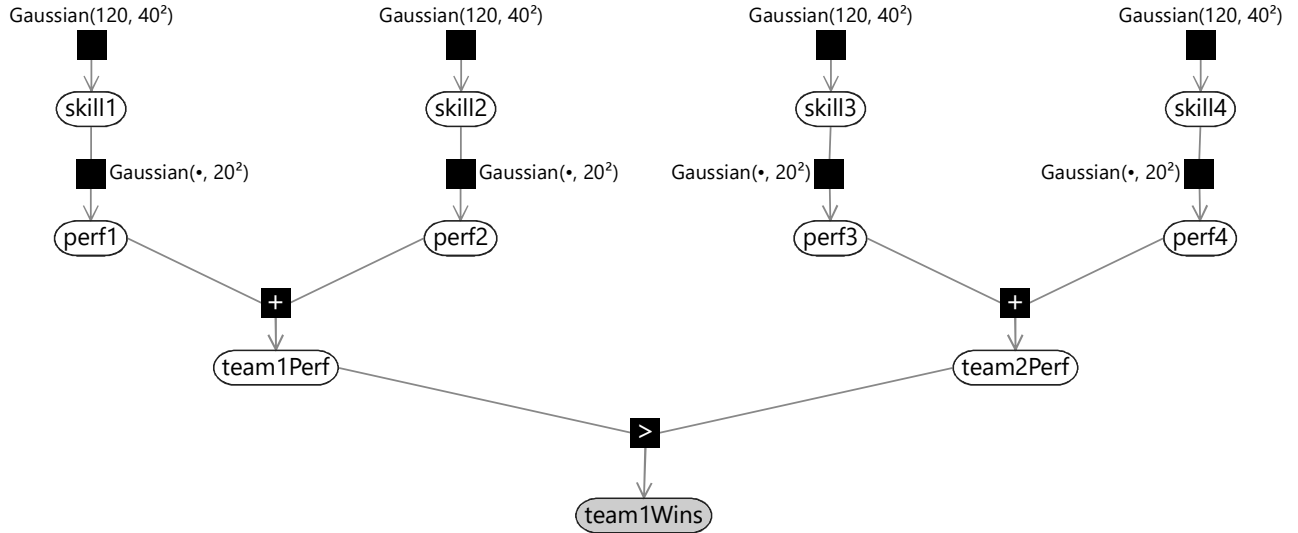 Gaussian(120, 40²) Gaussian(120, 40²) Gaussian(120, 40²) Gaussian(120, 40²)
skill1 skill2 skill3 skill4
Gaussian(•, 20²) Gaussian(•, 20²) Gaussian(•, 20²) Gaussian(•, 20²)
perf1 perf2 perf3 perf4
+ +
team1Perf team2Perf
>
team1Wins